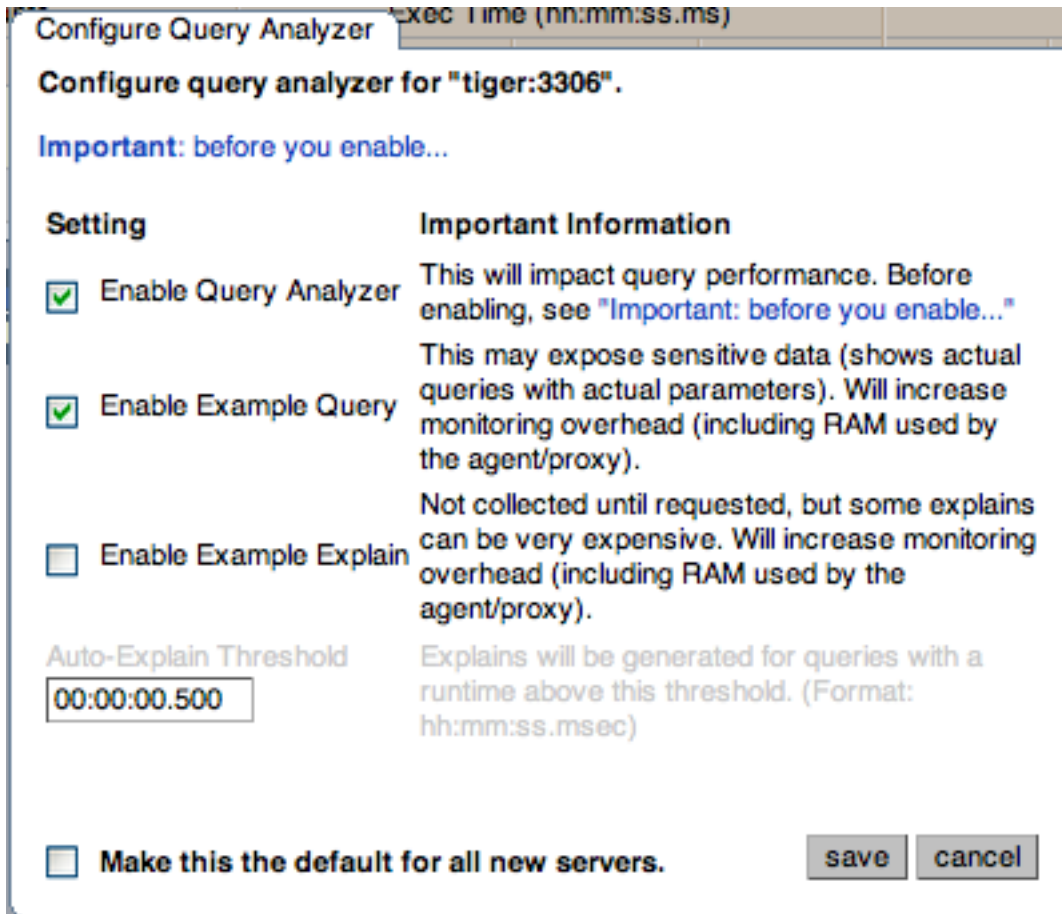 Exec Time (hh:mm:ss.ms)
Configure Query Analyzer
Configure query analyzer for "tiger:3306".
Important: before you enable...
Setting
Important Information
Enable Query Analyzer
This will impact query performance. Before
enabling, see "Important: before you enable..."
Enable Example Query
This may expose sensitive data (shows actual
queries with actual parameters). Will increase
monitoring overhead (including RAM used by
the agent/proxy).
Enable Example Explain
Not collected until requested, but some explains
can be very expensive. Will increase monitoring
overhead (including RAM used by the
agent/proxy).
Auto-Explain Threshold
00:00:00.500
Explains will be generated for queries with a
runtime above this threshold. (Format:
hh:mm:ss.msec)
Make this the default for all new servers.
save
cancel